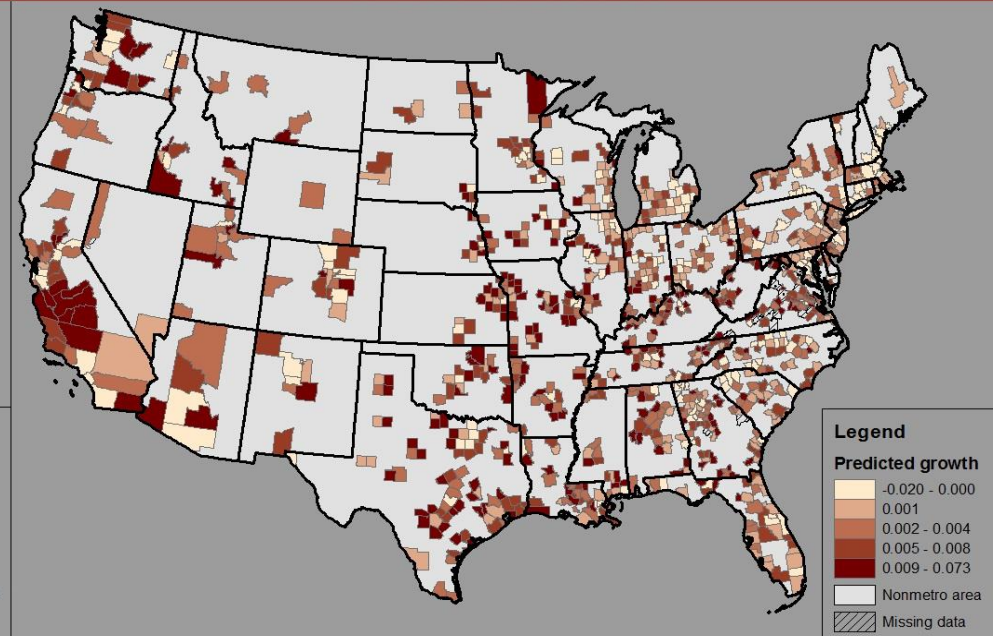 Legend
Predicted growth
-0.020 - 0.000
0.001
0.002 - 0.004
0.005 - 0.008
0.009 - 0.073
Nonmetro area
Missing data